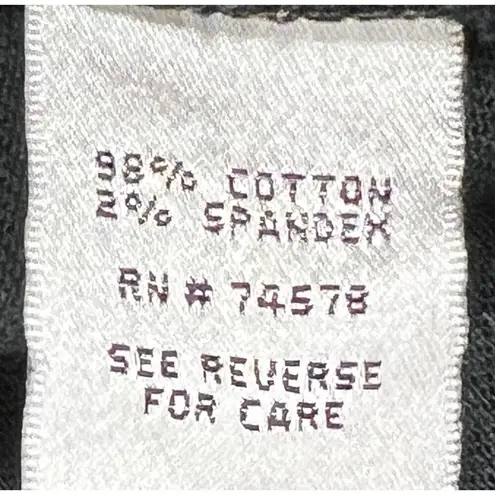 98% COTTON
2% SPANDEX
RN # 74578
SEE REVERSE
FOR CARE